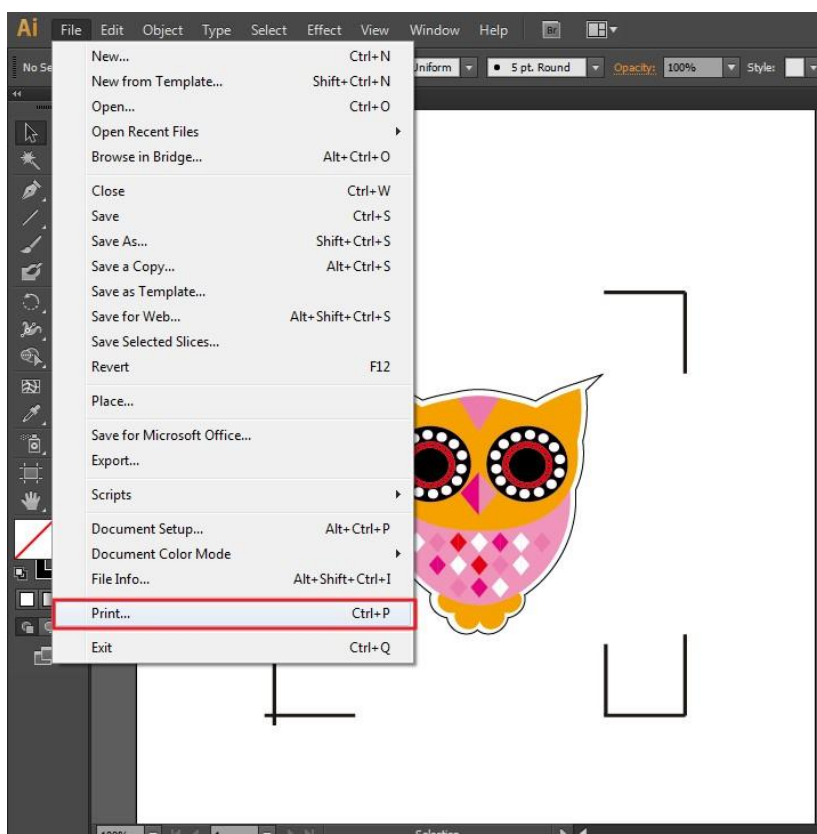 Ai File Edit Object Type Select Effect View Window Help Br
No Se
Uniform 5 pt. Round Opacity: 100% Style:
New... Ctrl+N
New from Template... Shift+Ctrl+N
Open... Ctrl+O
Open Recent Files
Browse in Bridge... Alt+Ctrl+O
Close Ctrl+W
Save Ctrl+S
Save As... Shift+Ctrl+S
Save a Copy... Alt+Ctrl+S
Save as Template...
Save for Web... Alt+Shift+Ctrl+S
Save Selected Slices...
Revert F12
Place...
Save for Microsoft Office...
Export...
Scripts
Document Setup... Alt+Ctrl+P
Document Color Mode
File Info... Alt+Shift+Ctrl+I
Print... Ctrl+P
Exit Ctrl+Q
100% 1 Selection